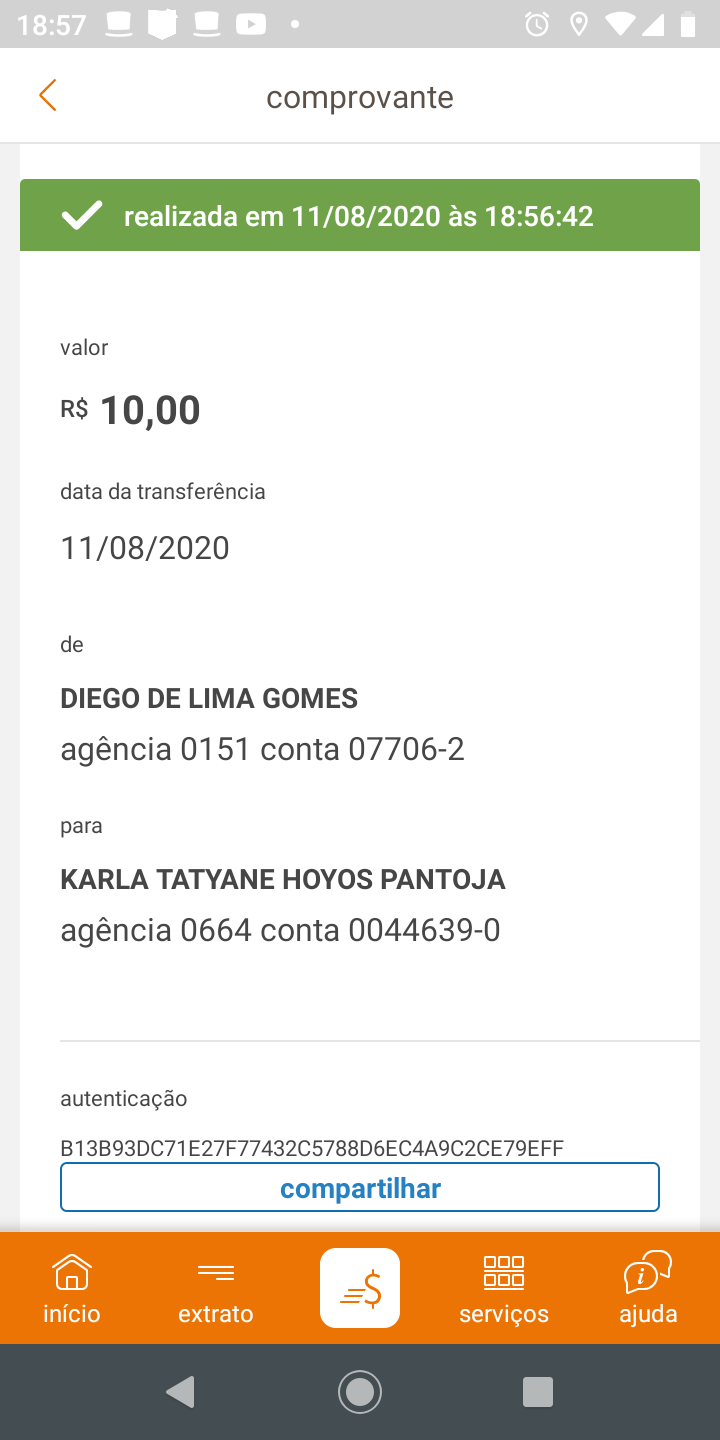 18:57
comprovante
realizada em 11/08/2020 às 18:56:42
valor
R$ 10,00
data da transferência
11/08/2020
de
DIEGO DE LIMA GOMES
agência 0151 conta 07706-2
para
KARLA TATYANE HOYOS PANTOJA
agência 0664 conta 0044639-0
autenticação
B13B93DC71E27F77432C5788D6EC4A9C2CE79EFF
compartilhar
início extrato $ serviços ajuda